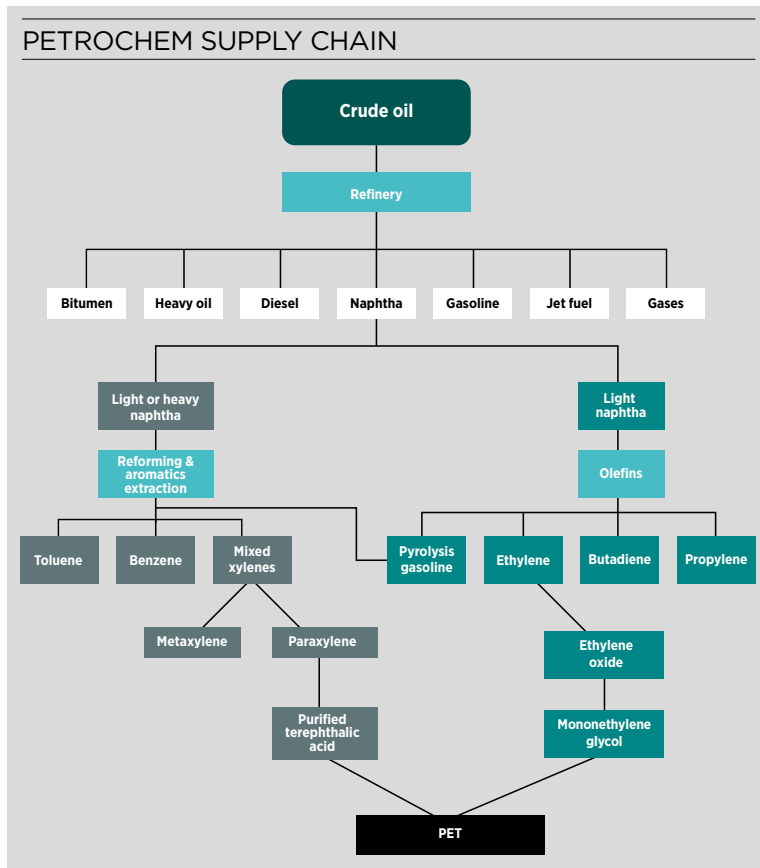 PETROCHEM SUPPLY CHAIN
Crude oil
Refinery
Bitumen
Heavy oil
Diesel
Naphtha
Gasoline
Jet fuel
Gases
Light or heavy
naphtha
Light
naphtha
Reforming &
aromatics
extraction
Olefins
Toluene
Benzene
Mixed
xylenes
Pyrolysis
gasoline
Ethylene
Butadiene
Propylene
Metaxylene
Paraxylene
Ethylene
oxide
Purified
terephthalic
acid
Mononethylene
glycol
PET